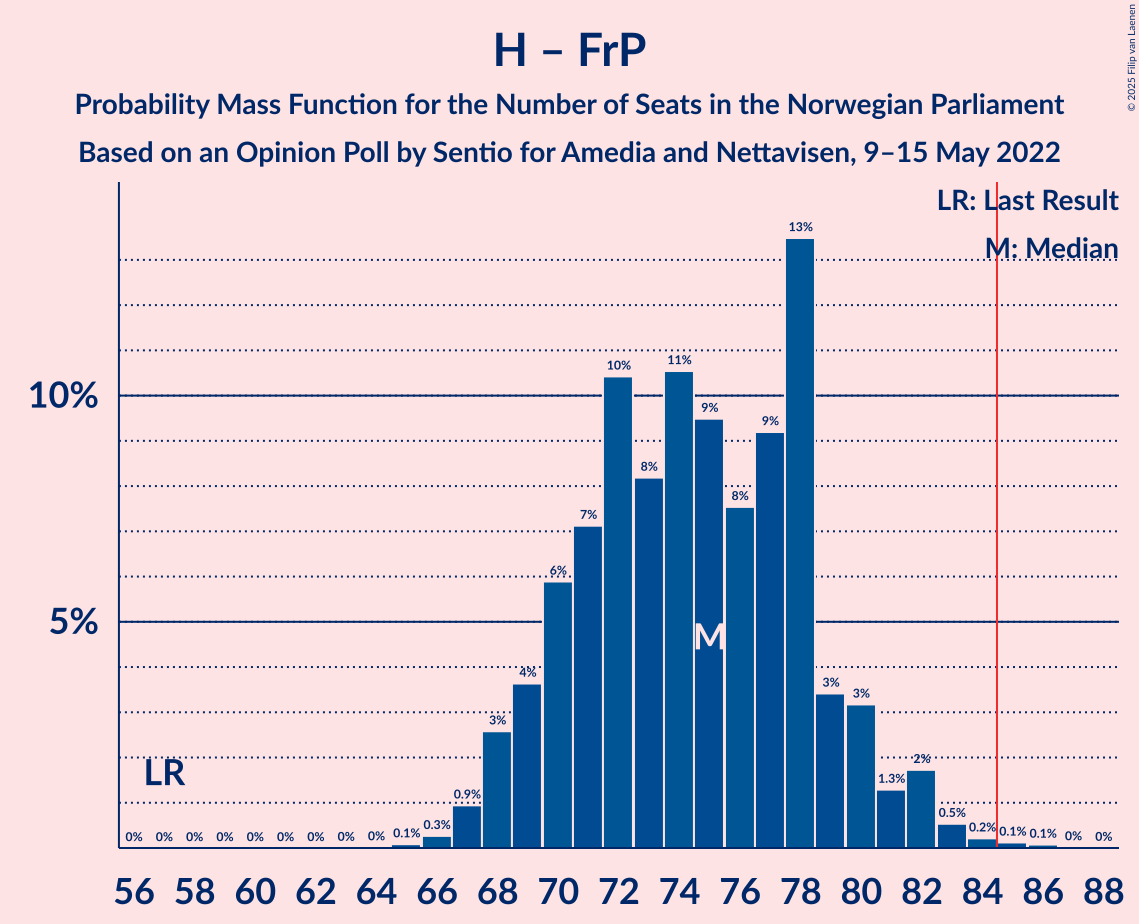 H – FrP
Probability Mass Function for the Number of Seats in the Norwegian Parliament
Based on an Opinion Poll by Sentio for Amedia and Nettavisen, 9–15 May 2022
© 2025 Filip van Laenen
LR: Last Result
M: Median
10%
5%
LR
M
0% 0% 0% 0% 0% 0% 0% 0% 0% 0.1% 0.3% 0.9% 3% 4% 6% 7% 10% 8% 11% 9% 8% 9% 13% 3% 3% 1.3% 2% 0.5% 0.2% 0.1% 0.1% 0% 0%
56 58 60 62 64 66 68 70 72 74 76 78 80 82 84 86 88